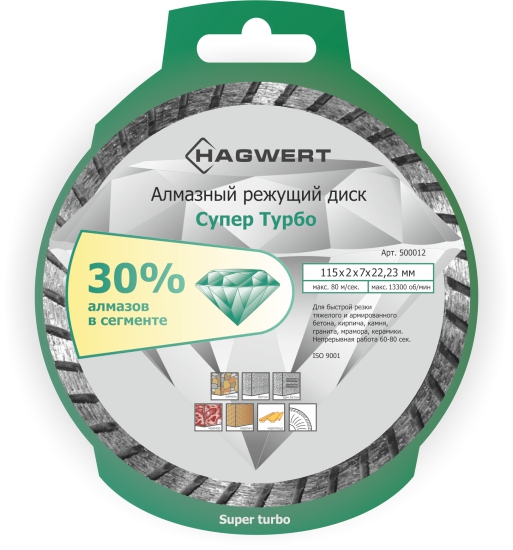 HAGWERT
Алмазный режущий диск
Супер Турбо
Арт. 500012
30%
алмазов
в сегменте
115x2x7x22,23 мм
макс. 80 м/сек. макс. 13300 об/мин
Для быстрой резки
тяжелого и армированного
бетона, кирпича, камня,
гранита, мрамора, керамики.
Непрерывная работа 60-80 сек.
ISO 9001
Super turbo